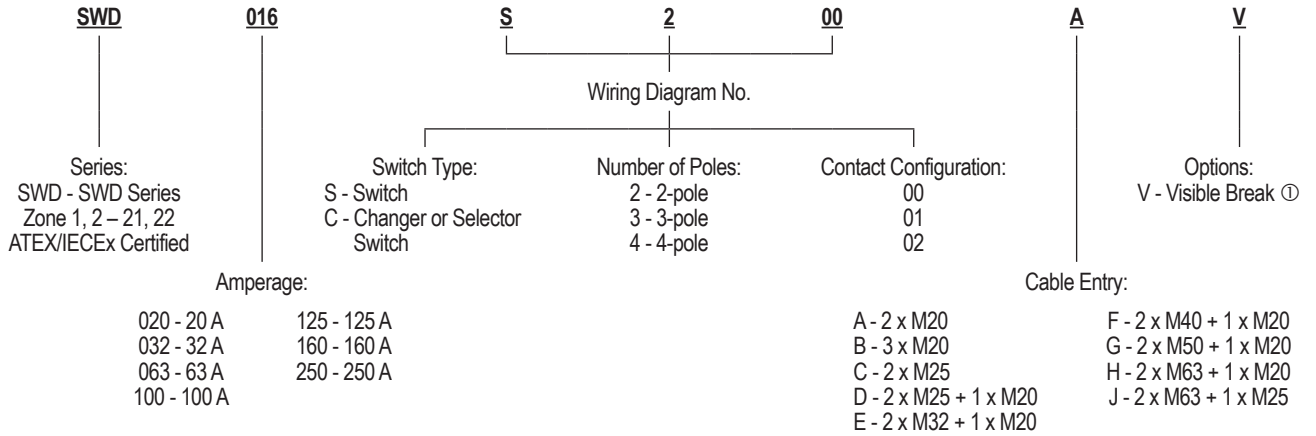 SWD 016 S 2 00 A V
Wiring Diagram No.
Series:
SWD - SWD Series
Zone 1, 2 – 21, 22
ATEX/IECEx Certified
Switch Type:
S - Switch
C - Changer or Selector
Switch
Number of Poles:
2 - 2-pole
3 - 3-pole
4 - 4-pole
Contact Configuration:
00
01
02
Options:
V - Visible Break ①
Amperage:
020 - 20 A
032 - 32 A
063 - 63 A
100 - 100 A
125 - 125 A
160 - 160 A
250 - 250 A
Cable Entry:
A - 2 x M20
B - 3 x M20
C - 2 x M25
D - 2 x M25 + 1 x M20
E - 2 x M32 + 1 x M20
F - 2 x M40 + 1 x M20
G - 2 x M50 + 1 x M20
H - 2 x M63 + 1 x M20
J - 2 x M63 + 1 x M25